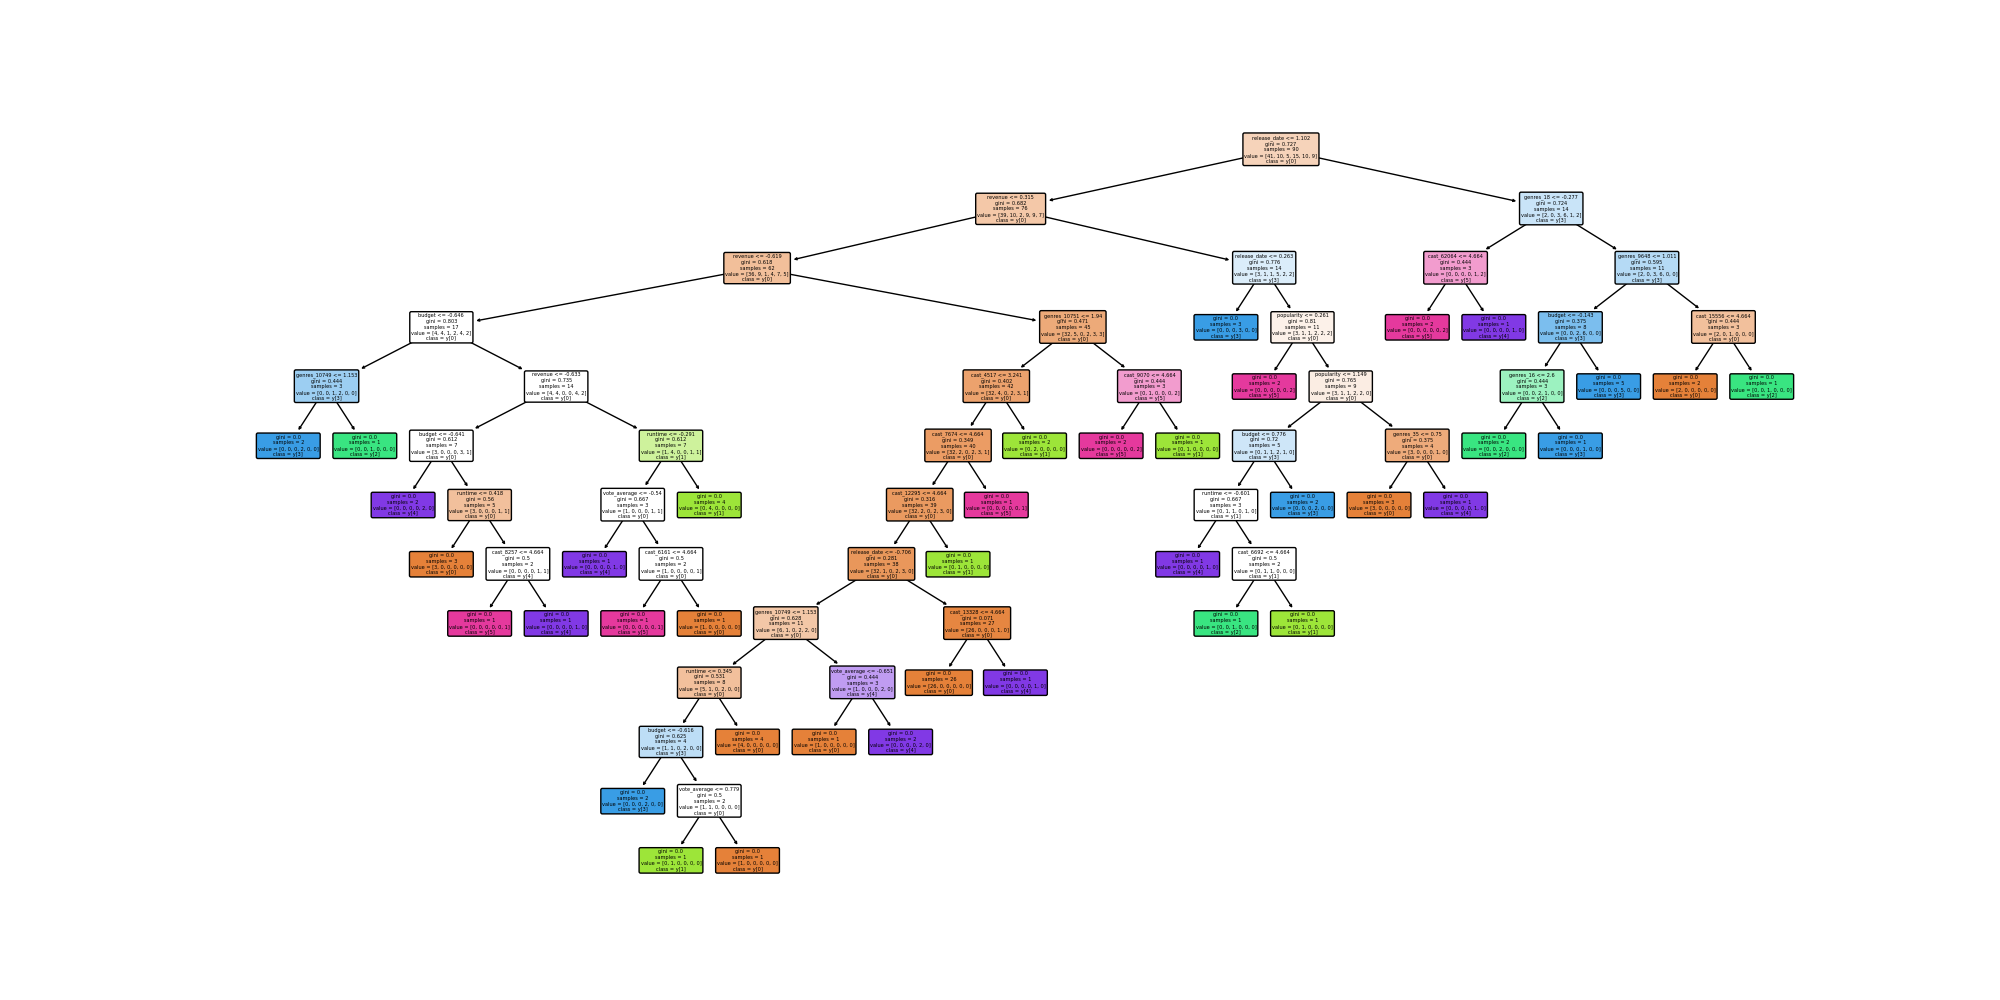 release_date <= 1.102
gini = 0.727
samples = 90
value = [41, 10, 5, 15, 10, 9]
class = y[0]
revenue <= 0.315
gini = 0.682
samples = 76
value = [39, 10, 2, 9, 9, 7]
class = y[0]
genres_18 <= -0.277
gini = 0.724
samples = 14
value = [2, 0, 3, 6, 1, 2]
class = y[3]
revenue <= -0.619
gini = 0.618
samples = 62
value = [36, 9, 1, 4, 7, 5]
class = y[0]
release_date <= 0.263
gini = 0.776
samples = 14
value = [3, 1, 1, 5, 2, 2]
class = y[3]
cast_62064 <= 4.664
gini = 0.444
samples = 3
value = [0, 0, 0, 0, 1, 2]
class = y[5]
genres_9648 <= 1.011
gini = 0.595
samples = 11
value = [2, 0, 3, 6, 0, 0]
class = y[3]
budget <= -0.646
gini = 0.803
samples = 17
value = [4, 4, 1, 2, 4, 2]
class = y[0]
genres_10751 <= 1.94
gini = 0.471
samples = 45
value = [32, 5, 0, 2, 3, 3]
class = y[0]
gini = 0.0
samples = 3
value = [0, 0, 0, 3, 0, 0]
class = y[3]
popularity <= 0.261
gini = 0.81
samples = 11
value = [3, 1, 1, 2, 2, 2]
class = y[0]
gini = 0.0
samples = 2
value = [0, 0, 0, 0, 0, 2]
class = y[5]
gini = 0.0
samples = 1
value = [0, 0, 0, 0, 1, 0]
class = y[4]
budget <= -0.143
gini = 0.375
samples = 8
value = [0, 0, 2, 6, 0, 0]
class = y[3]
cast_15556 <= 4.664
gini = 0.444
samples = 3
value = [2, 0, 1, 0, 0, 0]
class = y[0]
genres_10749 <= 1.153
gini = 0.444
samples = 3
value = [0, 0, 1, 2, 0, 0]
class = y[3]
revenue <= -0.633
gini = 0.735
samples = 14
value = [4, 4, 0, 0, 4, 2]
class = y[0]
cast_4517 <= 3.241
gini = 0.402
samples = 42
value = [32, 4, 0, 2, 3, 1]
class = y[0]
cast_9070 <= 4.664
gini = 0.444
samples = 3
value = [0, 1, 0, 0, 0, 2]
class = y[5]
gini = 0.0
samples = 2
value = [0, 0, 0, 0, 0, 2]
class = y[5]
popularity <= 1.149
gini = 0.765
samples = 9
value = [3, 1, 1, 2, 2, 0]
class = y[0]
genres_16 <= 2.6
gini = 0.444
samples = 3
value = [0, 0, 2, 1, 0, 0]
class = y[2]
gini = 0.0
samples = 5
value = [0, 0, 0, 5, 0, 0]
class = y[3]
gini = 0.0
samples = 2
value = [2, 0, 0, 0, 0, 0]
class = y[0]
gini = 0.0
samples = 1
value = [0, 0, 1, 0, 0, 0]
class = y[2]
gini = 0.0
samples = 2
value = [0, 0, 0, 2, 0, 0]
class = y[3]
gini = 0.0
samples = 1
value = [0, 0, 1, 0, 0, 0]
class = y[2]
budget <= -0.641
gini = 0.612
samples = 7
value = [3, 0, 0, 0, 3, 1]
class = y[0]
runtime <= -0.291
gini = 0.612
samples = 7
value = [1, 4, 0, 0, 1, 1]
class = y[1]
cast_7674 <= 4.664
gini = 0.349
samples = 40
value = [32, 2, 0, 2, 3, 1]
class = y[0]
gini = 0.0
samples = 2
value = [0, 2, 0, 0, 0, 0]
class = y[1]
gini = 0.0
samples = 2
value = [0, 0, 0, 0, 0, 2]
class = y[5]
gini = 0.0
samples = 1
value = [0, 1, 0, 0, 0, 0]
class = y[1]
budget <= 0.776
gini = 0.72
samples = 5
value = [0, 1, 1, 2, 1, 0]
class = y[3]
genres_35 <= 0.75
gini = 0.375
samples = 4
value = [3, 0, 0, 0, 1, 0]
class = y[0]
gini = 0.0
samples = 2
value = [0, 0, 2, 0, 0, 0]
class = y[2]
gini = 0.0
samples = 1
value = [0, 0, 0, 1, 0, 0]
class = y[3]
gini = 0.0
samples = 2
value = [0, 0, 0, 0, 2, 0]
class = y[4]
runtime <= 0.418
gini = 0.56
samples = 5
value = [3, 0, 0, 0, 1, 1]
class = y[0]
vote_average <= -0.54
gini = 0.667
samples = 3
value = [1, 0, 0, 0, 1, 1]
class = y[0]
gini = 0.0
samples = 4
value = [0, 4, 0, 0, 0, 0]
class = y[1]
cast_12295 <= 4.664
gini = 0.316
samples = 39
value = [32, 2, 0, 2, 3, 0]
class = y[0]
gini = 0.0
samples = 1
value = [0, 0, 0, 0, 0, 1]
class = y[5]
runtime <= -0.601
gini = 0.667
samples = 3
value = [0, 1, 1, 0, 1, 0]
class = y[1]
gini = 0.0
samples = 2
value = [0, 0, 0, 2, 0, 0]
class = y[3]
gini = 0.0
samples = 3
value = [3, 0, 0, 0, 0, 0]
class = y[0]
gini = 0.0
samples = 1
value = [0, 0, 0, 0, 1, 0]
class = y[4]
gini = 0.0
samples = 3
value = [3, 0, 0, 0, 0, 0]
class = y[0]
cast_8257 <= 4.664
gini = 0.5
samples = 2
value = [0, 0, 0, 0, 1, 1]
class = y[4]
gini = 0.0
samples = 1
value = [0, 0, 0, 0, 1, 0]
class = y[4]
cast_6161 <= 4.664
gini = 0.5
samples = 2
value = [1, 0, 0, 0, 0, 1]
class = y[0]
release_date <= -0.706
gini = 0.281
samples = 38
value = [32, 1, 0, 2, 3, 0]
class = y[0]
gini = 0.0
samples = 1
value = [0, 1, 0, 0, 0, 0]
class = y[1]
gini = 0.0
samples = 1
value = [0, 0, 0, 0, 1, 0]
class = y[4]
cast_6692 <= 4.664
gini = 0.5
samples = 2
value = [0, 1, 1, 0, 0, 0]
class = y[1]
gini = 0.0
samples = 1
value = [0, 0, 0, 0, 0, 1]
class = y[5]
gini = 0.0
samples = 1
value = [0, 0, 0, 0, 1, 0]
class = y[4]
gini = 0.0
samples = 1
value = [0, 0, 0, 0, 0, 1]
class = y[5]
gini = 0.0
samples = 1
value = [1, 0, 0, 0, 0, 0]
class = y[0]
genres_10749 <= 1.153
gini = 0.628
samples = 11
value = [6, 1, 0, 2, 2, 0]
class = y[0]
cast_13328 <= 4.664
gini = 0.071
samples = 27
value = [26, 0, 0, 0, 1, 0]
class = y[0]
gini = 0.0
samples = 1
value = [0, 0, 1, 0, 0, 0]
class = y[2]
gini = 0.0
samples = 1
value = [0, 1, 0, 0, 0, 0]
class = y[1]
runtime <= 0.345
gini = 0.531
samples = 8
value = [5, 1, 0, 2, 0, 0]
class = y[0]
vote_average <= -0.651
gini = 0.444
samples = 3
value = [1, 0, 0, 0, 2, 0]
class = y[4]
gini = 0.0
samples = 26
value = [26, 0, 0, 0, 0, 0]
class = y[0]
gini = 0.0
samples = 1
value = [0, 0, 0, 0, 1, 0]
class = y[4]
budget <= -0.616
gini = 0.625
samples = 4
value = [1, 1, 0, 2, 0, 0]
class = y[3]
gini = 0.0
samples = 4
value = [4, 0, 0, 0, 0, 0]
class = y[0]
gini = 0.0
samples = 1
value = [1, 0, 0, 0, 0, 0]
class = y[0]
gini = 0.0
samples = 2
value = [0, 0, 0, 0, 2, 0]
class = y[4]
gini = 0.0
samples = 2
value = [0, 0, 0, 2, 0, 0]
class = y[3]
vote_average <= 0.779
gini = 0.5
samples = 2
value = [1, 1, 0, 0, 0, 0]
class = y[0]
gini = 0.0
samples = 1
value = [0, 1, 0, 0, 0, 0]
class = y[1]
gini = 0.0
samples = 1
value = [1, 0, 0, 0, 0, 0]
class = y[0]